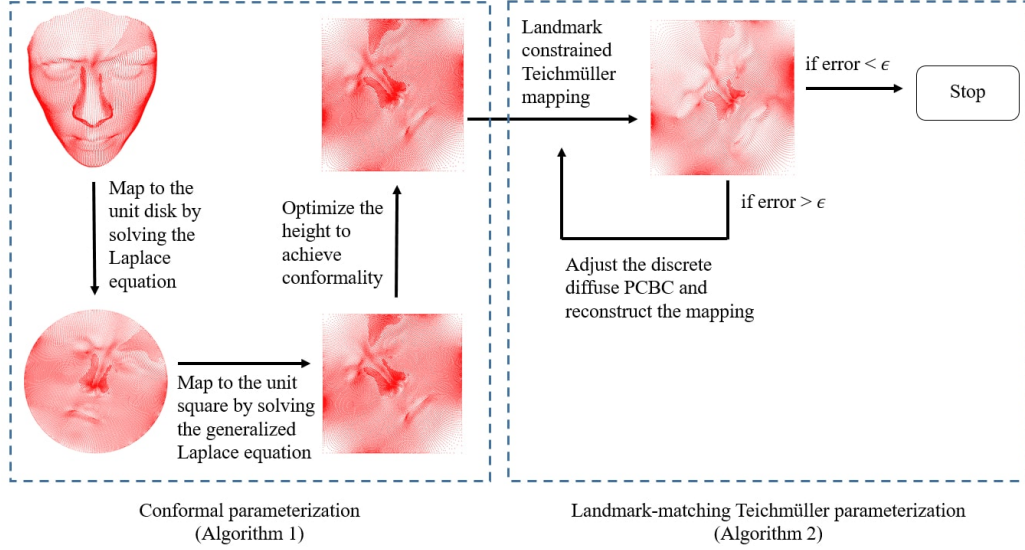 Map to the
unit disk by
solving the
Laplace
equation
Map to the unit
square by solving
the generalized
Laplace equation
Optimize the
height to
achieve
conformality
Conformal parameterization
(Algorithm 1)
Landmark
constrained
Teichmüller
mapping
if error < ϵ
Stop
if error > ϵ
Adjust the discrete
diffuse PCBC and
reconstruct the mapping
Landmark-matching Teichmüller parameterization
(Algorithm 2)